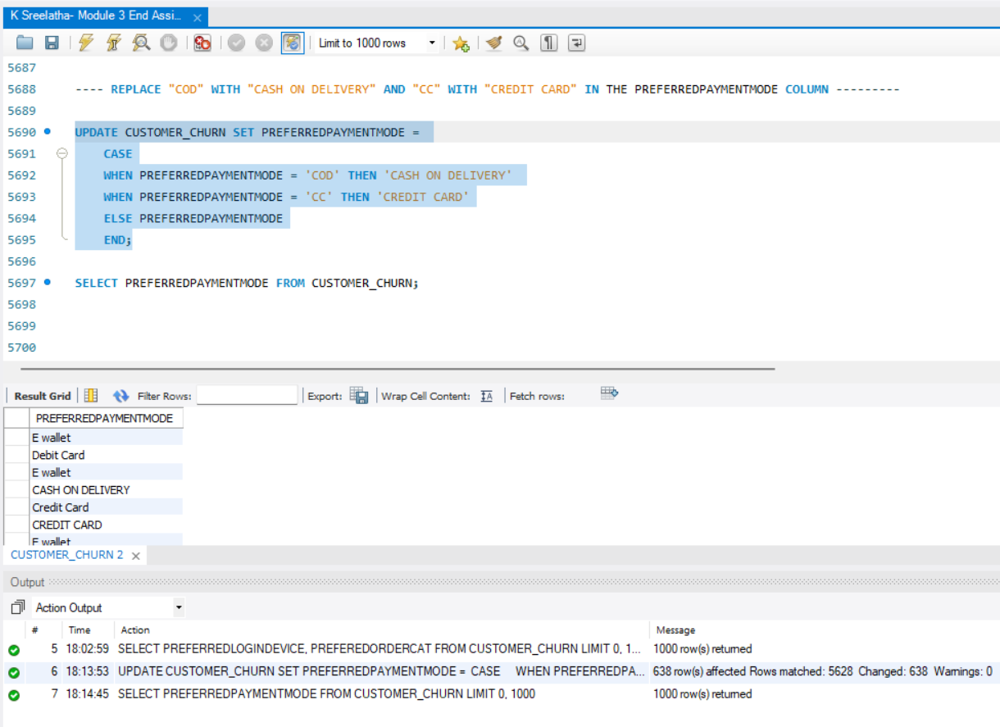 K Sreelatha- Module 3 End Assi...
Limit to 1000 rows
5687
5688 ---- REPLACE "COD" WITH "CASH ON DELIVERY" AND "CC" WITH "CREDIT CARD" IN THE PREFERREDPAYMENTMODE COLUMN ---------
5689
5690 UPDATE CUSTOMER_CHURN SET PREFERREDPAYMENTMODE =
5691 CASE
5692 WHEN PREFERREDPAYMENTMODE = 'COD' THEN 'CASH ON DELIVERY'
5693 WHEN PREFERREDPAYMENTMODE = 'CC' THEN 'CREDIT CARD'
5694 ELSE PREFERREDPAYMENTMODE
5695 END;
5696
5697 SELECT PREFERREDPAYMENTMODE FROM CUSTOMER_CHURN;
5698
5699
5700
Result Grid Filter Rows: Export: Wrap Cell Content: Fetch rows:
PREFERREDPAYMENTMODE
E wallet
Debit Card
E wallet
CASH ON DELIVERY
Credit Card
CREDIT CARD
E wallet
CUSTOMER_CHURN 2
Output
Action Output
# Time Action Message
5 18:02:59 SELECT PREFERREDLOGINDEVICE, PREFEREDORDERCAT FROM CUSTOMER_CHURN LIMIT 0, 1... 1000 row(s) returned
6 18:13:53 UPDATE CUSTOMER_CHURN SET PREFERREDPAYMENTMODE = CASE WHEN PREFERREDPA... 638 row(s) affected Rows matched: 5628 Changed: 638 Warnings: 0
7 18:14:45 SELECT PREFERREDPAYMENTMODE FROM CUSTOMER_CHURN LIMIT 0, 1000 1000 row(s) returned